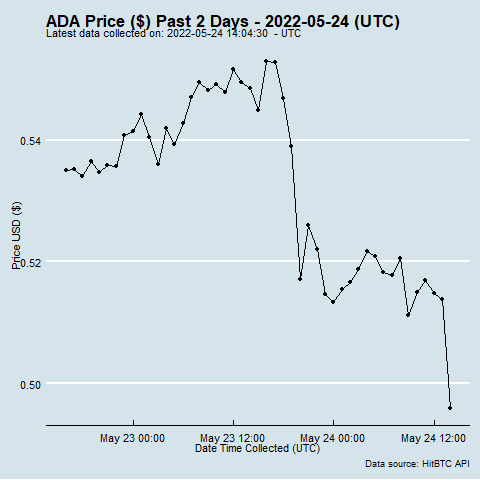 ADA Price ($) Past 2 Days - 2022-05-24 (UTC)
Latest data collected on: 2022-05-24 14:04:30 - UTC
Price USD ($)
0.54
0.52
0.50
May 23 00:00
May 23 12:00
May 24 00:00
May 24 12:00
Date Time Collected (UTC)
Data source: HitBTC API